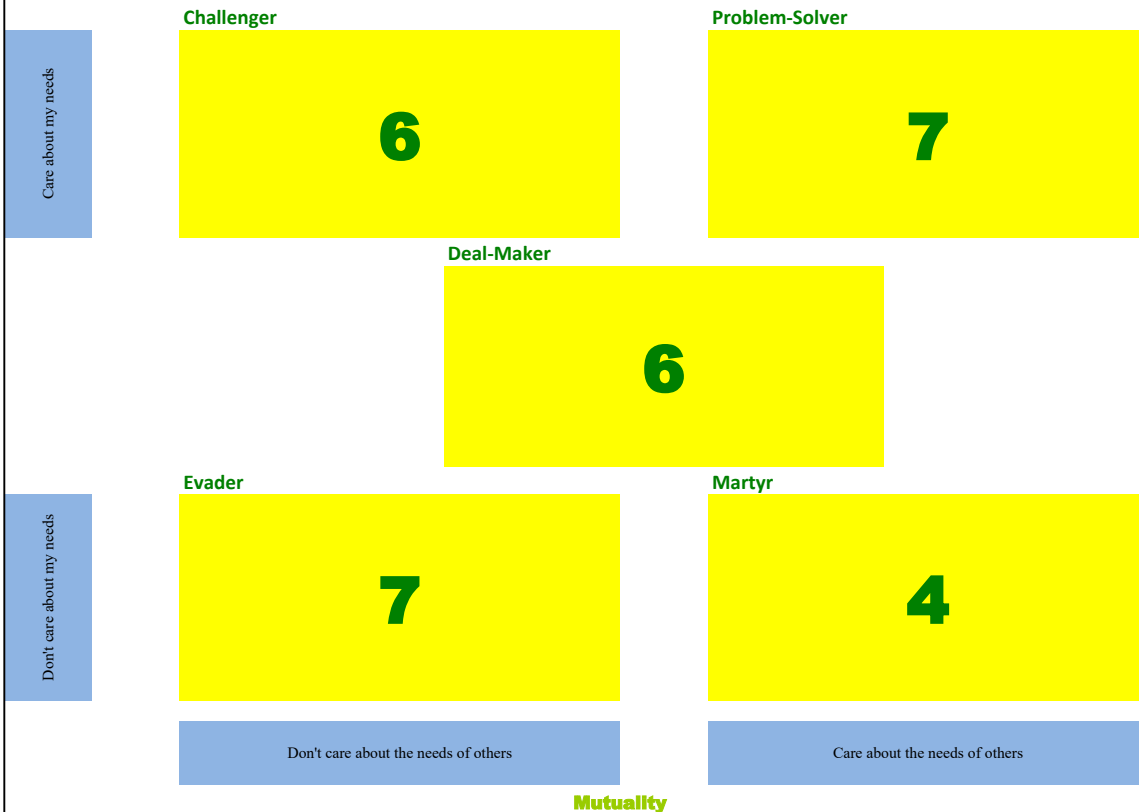 Challenger
Problem-Solver
Care about my needs
6
7
Deal-Maker
6
Evader
Martyr
Don't care about my needs
7
4
Don't care about the needs of others
Care about the needs of others
Mutuality